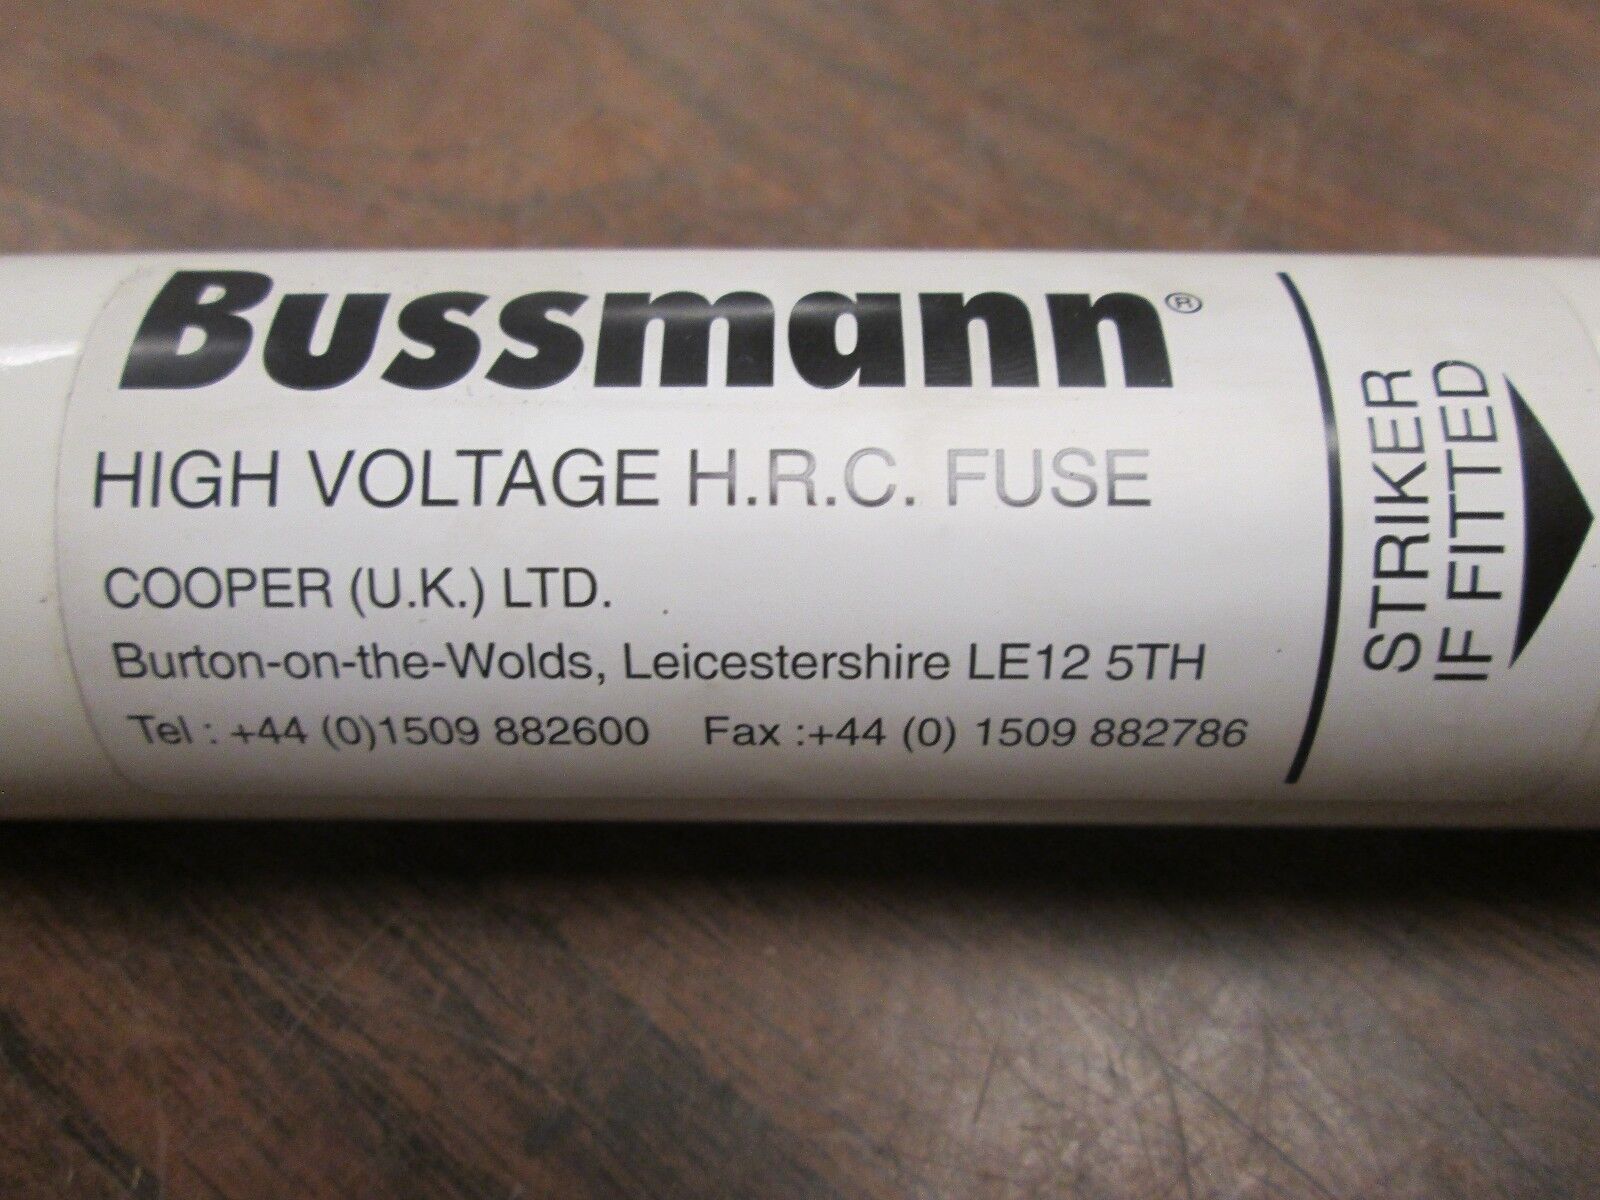 Bussmann®
HIGH VOLTAGE H.R.C. FUSE
COOPER (U.K.) LTD.
Burton-on-the-Wolds, Leicestershire LE12 5TH
Tel : +44 (0)1509 882600 Fax :+44 (0) 1509 882786
STRIKER
IF FITTED